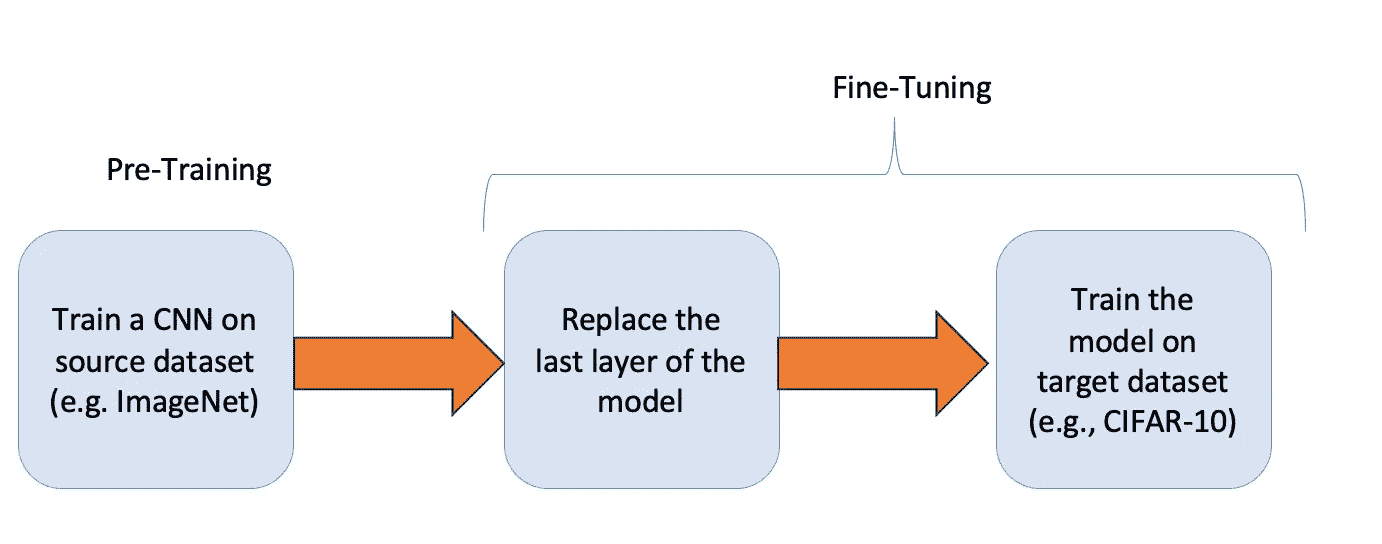 Fine-Tuning
Pre-Training
Train a CNN on
source dataset
(e.g. ImageNet)
Replace the
last layer of the
model
Train the
model on
target dataset
(e.g., CIFAR-10)